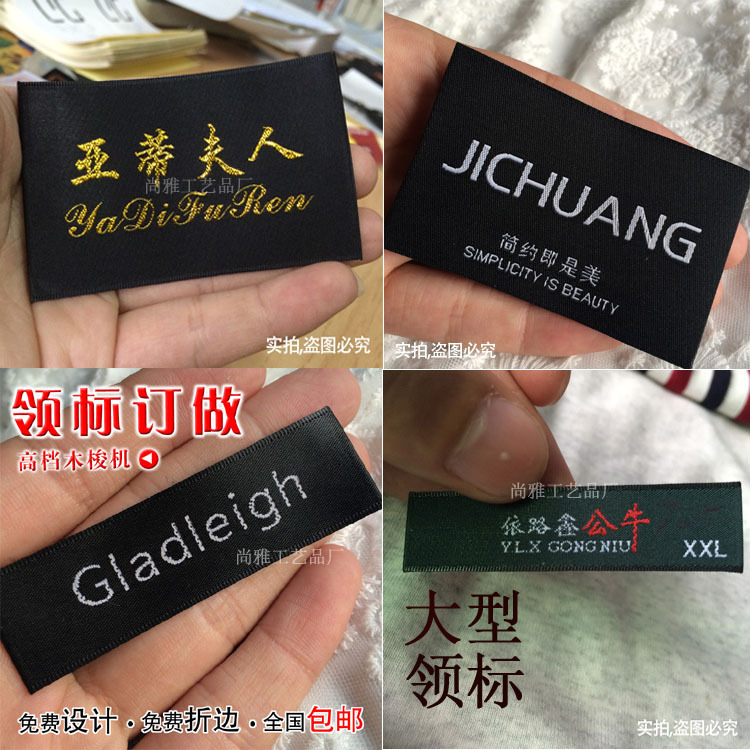 亚蒂夫人
尚雅工艺品厂
YaDiFuRen
实拍,盗图必究
JICHUANG
简约即是美
SIMPLICITY IS BEAUTY
实拍,盗图必究
领标订做
高档木梭机
Gladleigh
尚雅工艺品厂
免费设计·免费折边·全国包邮
尚雅工艺品厂
依路鑫公牛
YLX GONGNIU
XXL
大型
领标
实拍,盗图必究